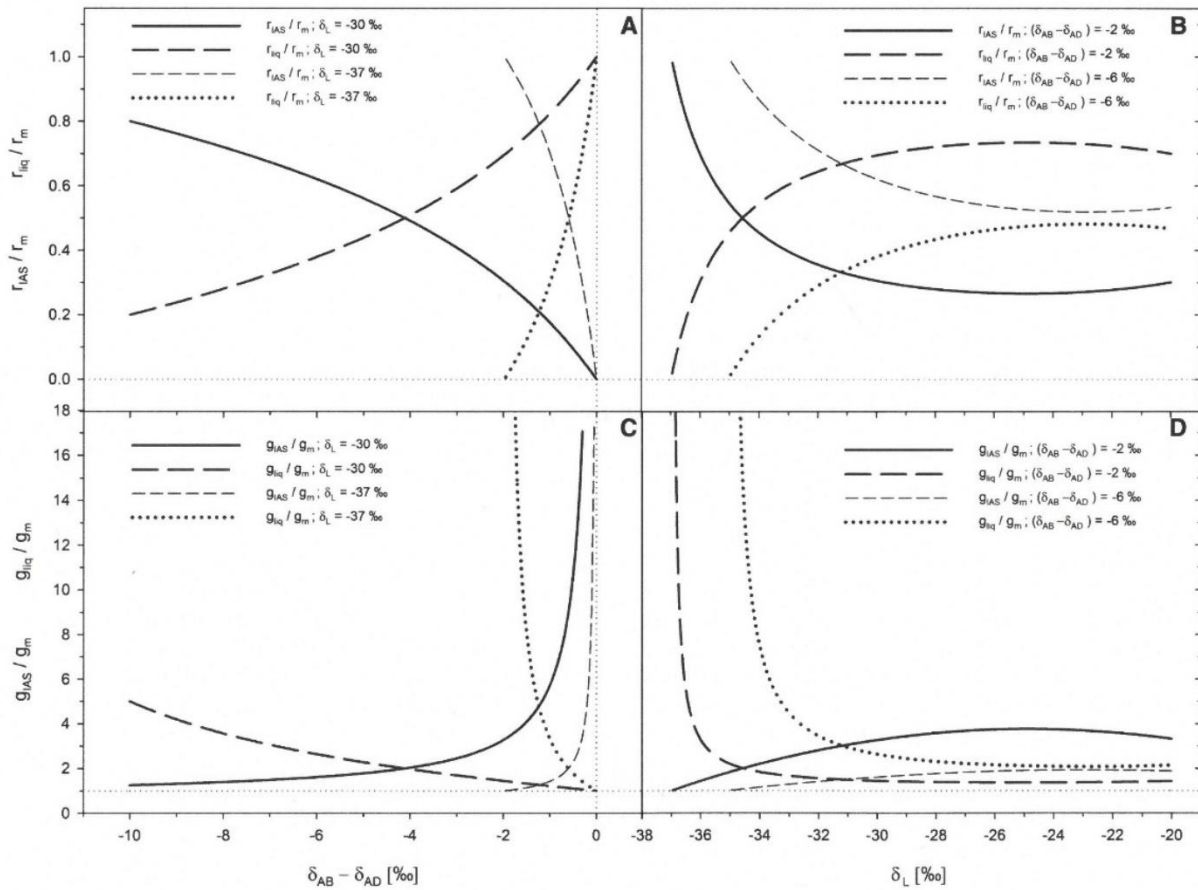 A
r_IAS / r_m ; δ_L = -30 ‰
r_liq / r_m ; δ_L = -30 ‰
r_IAS / r_m ; δ_L = -37 ‰
r_liq / r_m ; δ_L = -37 ‰
1.0
0.8
0.6
0.4
0.2
0.0
r_IAS / r_m r_liq / r_m
B
r_IAS / r_m ; (δ_AB – δ_AD ) = -2 ‰
r_liq / r_m ; (δ_AB – δ_AD ) = -2 ‰
r_IAS / r_m ; (δ_AB – δ_AD ) = -6 ‰
r_liq / r_m ; (δ_AB – δ_AD ) = -6 ‰
C
g_IAS / g_m ; δ_L = -30 ‰
g_liq / g_m ; δ_L = -30 ‰
g_IAS / g_m ; δ_L = -37 ‰
g_liq / g_m ; δ_L = -37 ‰
18
16
14
12
10
8
6
4
2
0
g_IAS / g_m g_liq / g_m
-10 -8 -6 -4 -2 0
δ_AB – δ_AD [‰]
D
g_IAS / g_m ; (δ_AB – δ_AD ) = -2 ‰
g_liq / g_m ; (δ_AB – δ_AD ) = -2 ‰
g_IAS / g_m ; (δ_AB – δ_AD ) = -6 ‰
g_liq / g_m ; (δ_AB – δ_AD ) = -6 ‰
-38 -36 -34 -32 -30 -28 -26 -24 -22 -20
δ_L [‰]